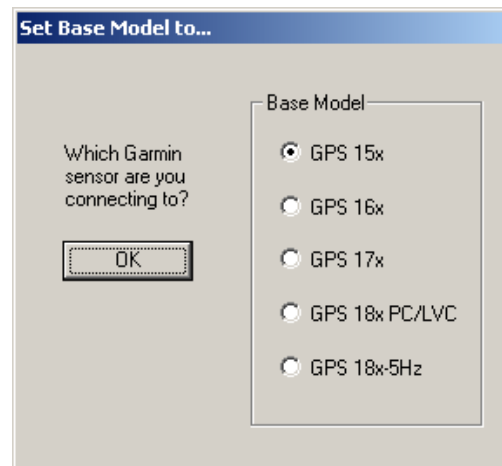 Set Base Model to...
Which Garmin
sensor are you
connecting to?
OK
Base Model
GPS 15x
GPS 16x
GPS 17x
GPS 18x PC/LVC
GPS 18x-5Hz